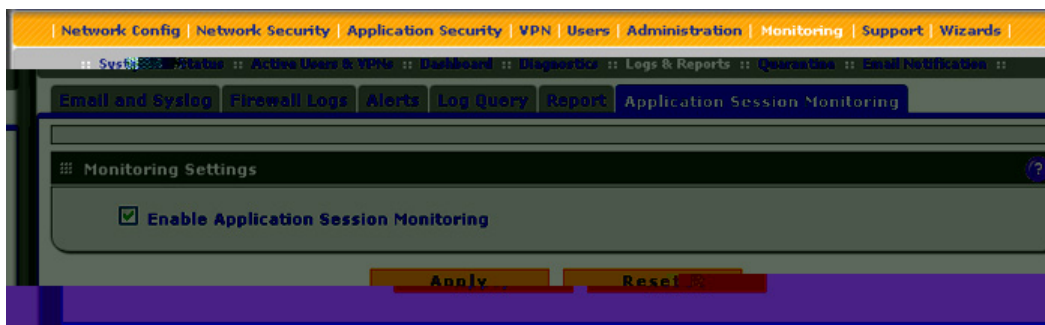 | Network Config | Network Security | Application Security | VPN | Users | Administration | Monitoring | Support | Wizards |
:: System Status :: Active Users & VPNs :: Dashboard :: Diagnostics :: Logs & Reports :: Quarantine :: Email Notification ::
Email and Syslog Firewall Logs Alerts Log Query Report Application Session Monitoring
Monitoring Settings ?
Enable Application Session Monitoring
Apply Reset